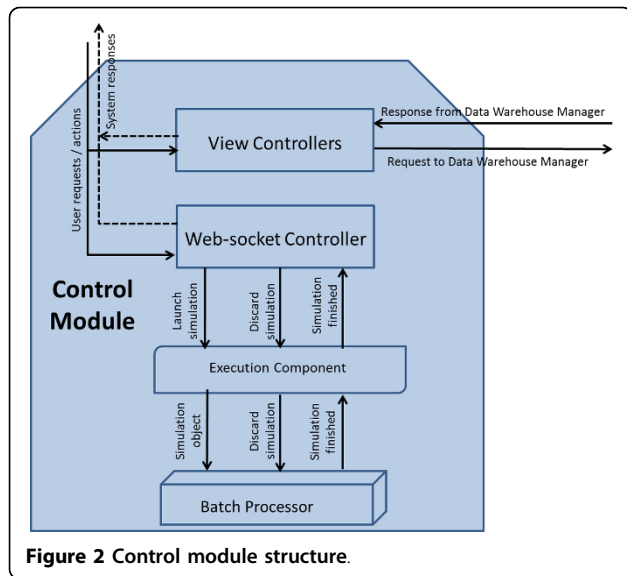 System responses
User requests / actions
View Controllers
Response from Data Warehouse Manager
Request to Data Warehouse Manager
Web-socket Controller
Control
Module
Launch
simulation
Discard
simulation
Simulation
finished
Execution Component
Simulation
object
Discard
simulation
Simulation
finished
Batch Processor
Figure 2 Control module structure.